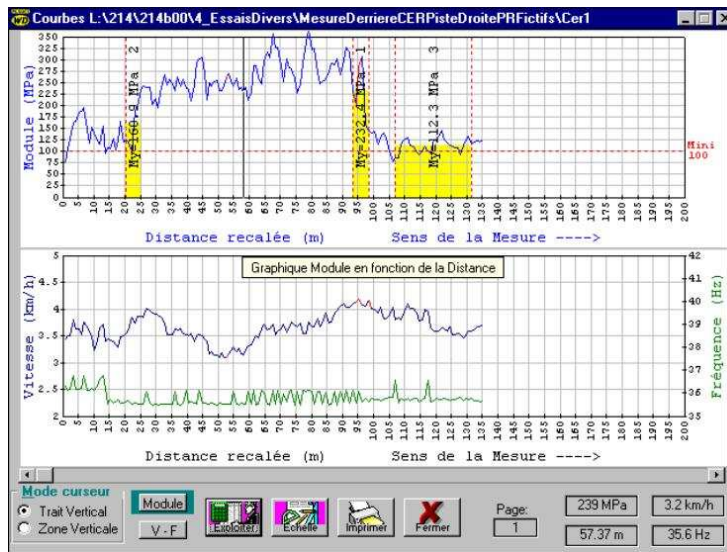 Courbes L:\214\214b00\4_EssaisDivers\MesureDerriereCERPisteDroitePRFictifs\Cer1
Module (MPa)
350
325
300
275
250
225
200
175
150
125
100
75
50
25
0
My=160.9 MPa 2
My=232.4 MPa 1
My=112.3 MPa 3
Mini
100
0 5 10 15 20 25 30 35 40 45 50 55 60 65 70 75 80 85 90 95 100 105 110 115 120 125 130 135 140 145 150 155 160 165 170 175 180 185 190 195 200
Distance recalée (m) Sens de la Mesure ---->
Graphique Module en fonction de la Distance
Vitesse (km/h)
5
4.5
4
3.5
3
2.5
2
42
41
40
39
38
37
36
35
Fréquence (Hz)
0 5 10 15 20 25 30 35 40 45 50 55 60 65 70 75 80 85 90 95 100 105 110 115 120 125 130 135 140 145 150 155 160 165 170 175 180 185 190 195 200
Distance recalée (m) Sens de la Mesure ---->
Mode curseur
Trait Vertical
Zone Verticale
Module
V - F
Exploiter
Echelle
Imprimer
Fermer
Page:
1
239 MPa
3.2 km/h
57.37 m
35.6 Hz